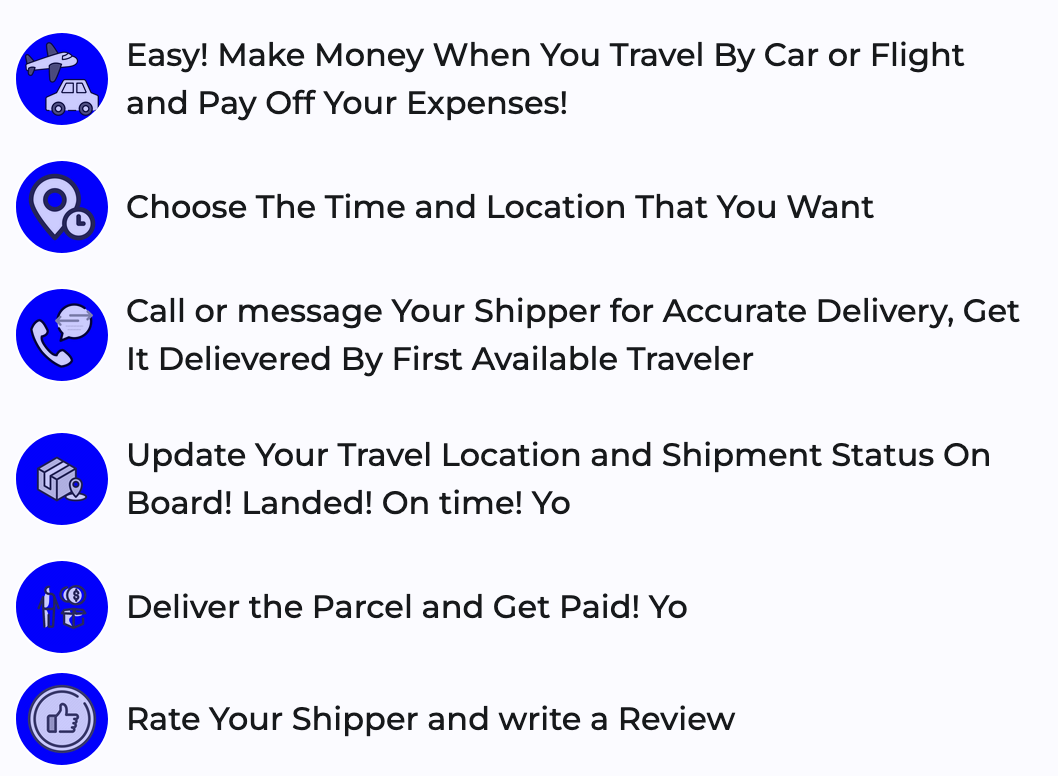 Easy! Make Money When You Travel By Car or Flight
and Pay Off Your Expenses!
Choose The Time and Location That You Want
Call or message Your Shipper for Accurate Delivery, Get
It Delievered By First Available Traveler
Update Your Travel Location and Shipment Status On
Board! Landed! On time! Yo
Deliver the Parcel and Get Paid! Yo
Rate Your Shipper and write a Review